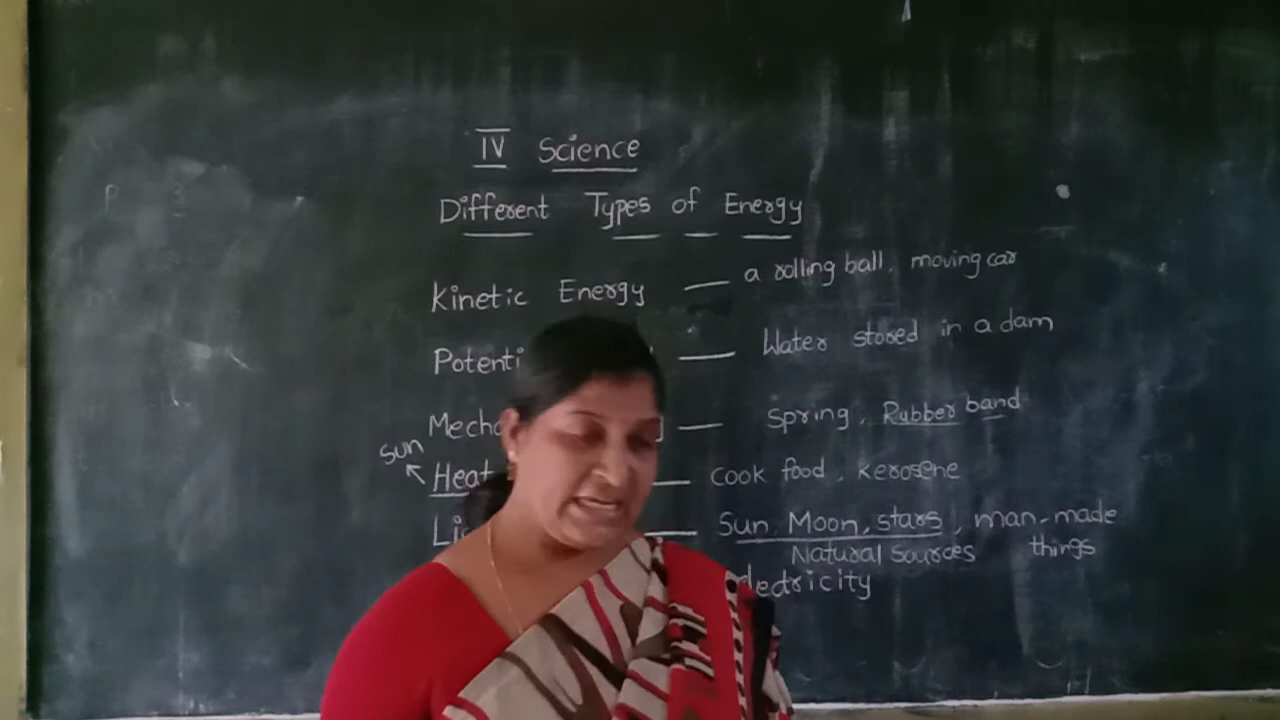 IV Science
Different Types of Energy
Kinetic Energy — a rolling ball, moving car
Potenti — Water stored in a dam
Mecha — Spring, Rubber band
Sun
Heat — Cook food, kerosene
Li — Sun, Moon, stars, man-made things
Natural Sources
lectricity